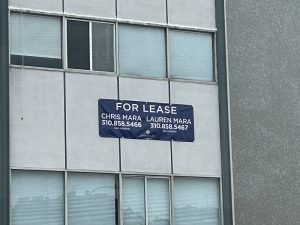 FOR LEASE
CHRIS MARA LAUREN MARA
310.858.5466 310.858.5467